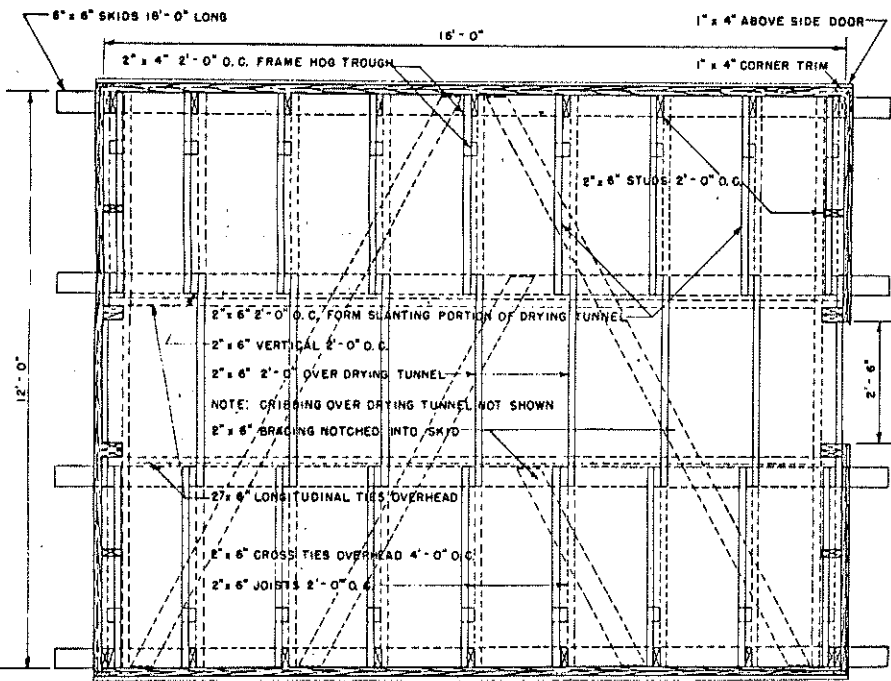 6" x 6" SKIDS 18'-0" LONG
1" x 4" ABOVE SIDE DOOR
16'-0"
2" x 4" 2'-0" O.C. FRAME HOG TROUGH
1" x 4" CORNER TRIM
2" x 6" STUDS 2'-0" O.C.
2" x 6" 2'-0" O.C. FORM SLANTING PORTION OF DRYING TUNNEL
2" x 6" VERTICAL 2'-0" O.C.
2" x 6" 2'-0" OVER DRYING TUNNEL
12'-0"
2'-6"
NOTE: CRIBBING OVER DRYING TUNNEL NOT SHOWN
2" x 6" BRACING NOTCHED INTO SKID
2?x 6" LONGITUDINAL TIES OVERHEAD
2" x 6" CROSS TIES OVERHEAD 4'-0" O.C.
2" x 6" JOISTS 2'-0" O.C.